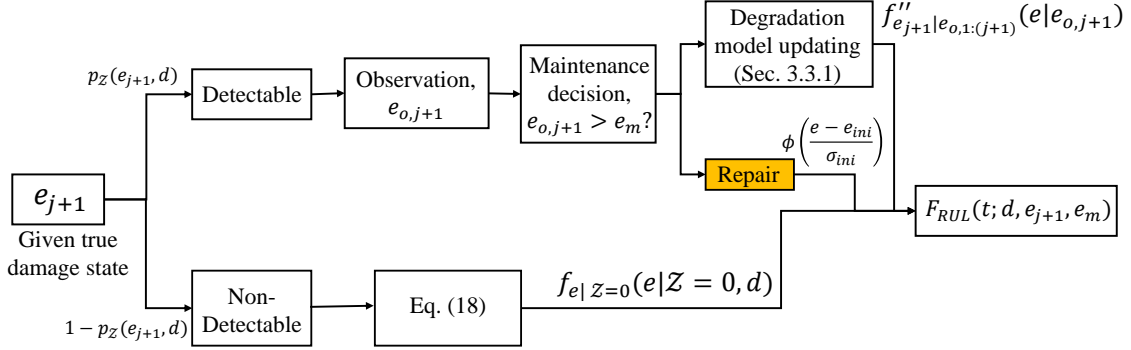 p_Z(e_{j+1}, d)
Detectable
Observation,
e_{o,j+1}
Maintenance
decision,
e_{o,j+1} > e_m?
Degradation
model updating
(Sec. 3.3.1)
f''_{e_{j+1}|e_{o,1:(j+1)}}(e|e_{o,j+1})
Repair
ϕ((e − e_{ini})/σ_{ini})
e_{j+1}
Given true
damage state
F_{RUL}(t; d, e_{j+1}, e_m)
1 − p_Z(e_{j+1}, d)
Non-
Detectable
Eq. (18)
f_{e| Z=0}(e|Z = 0, d)